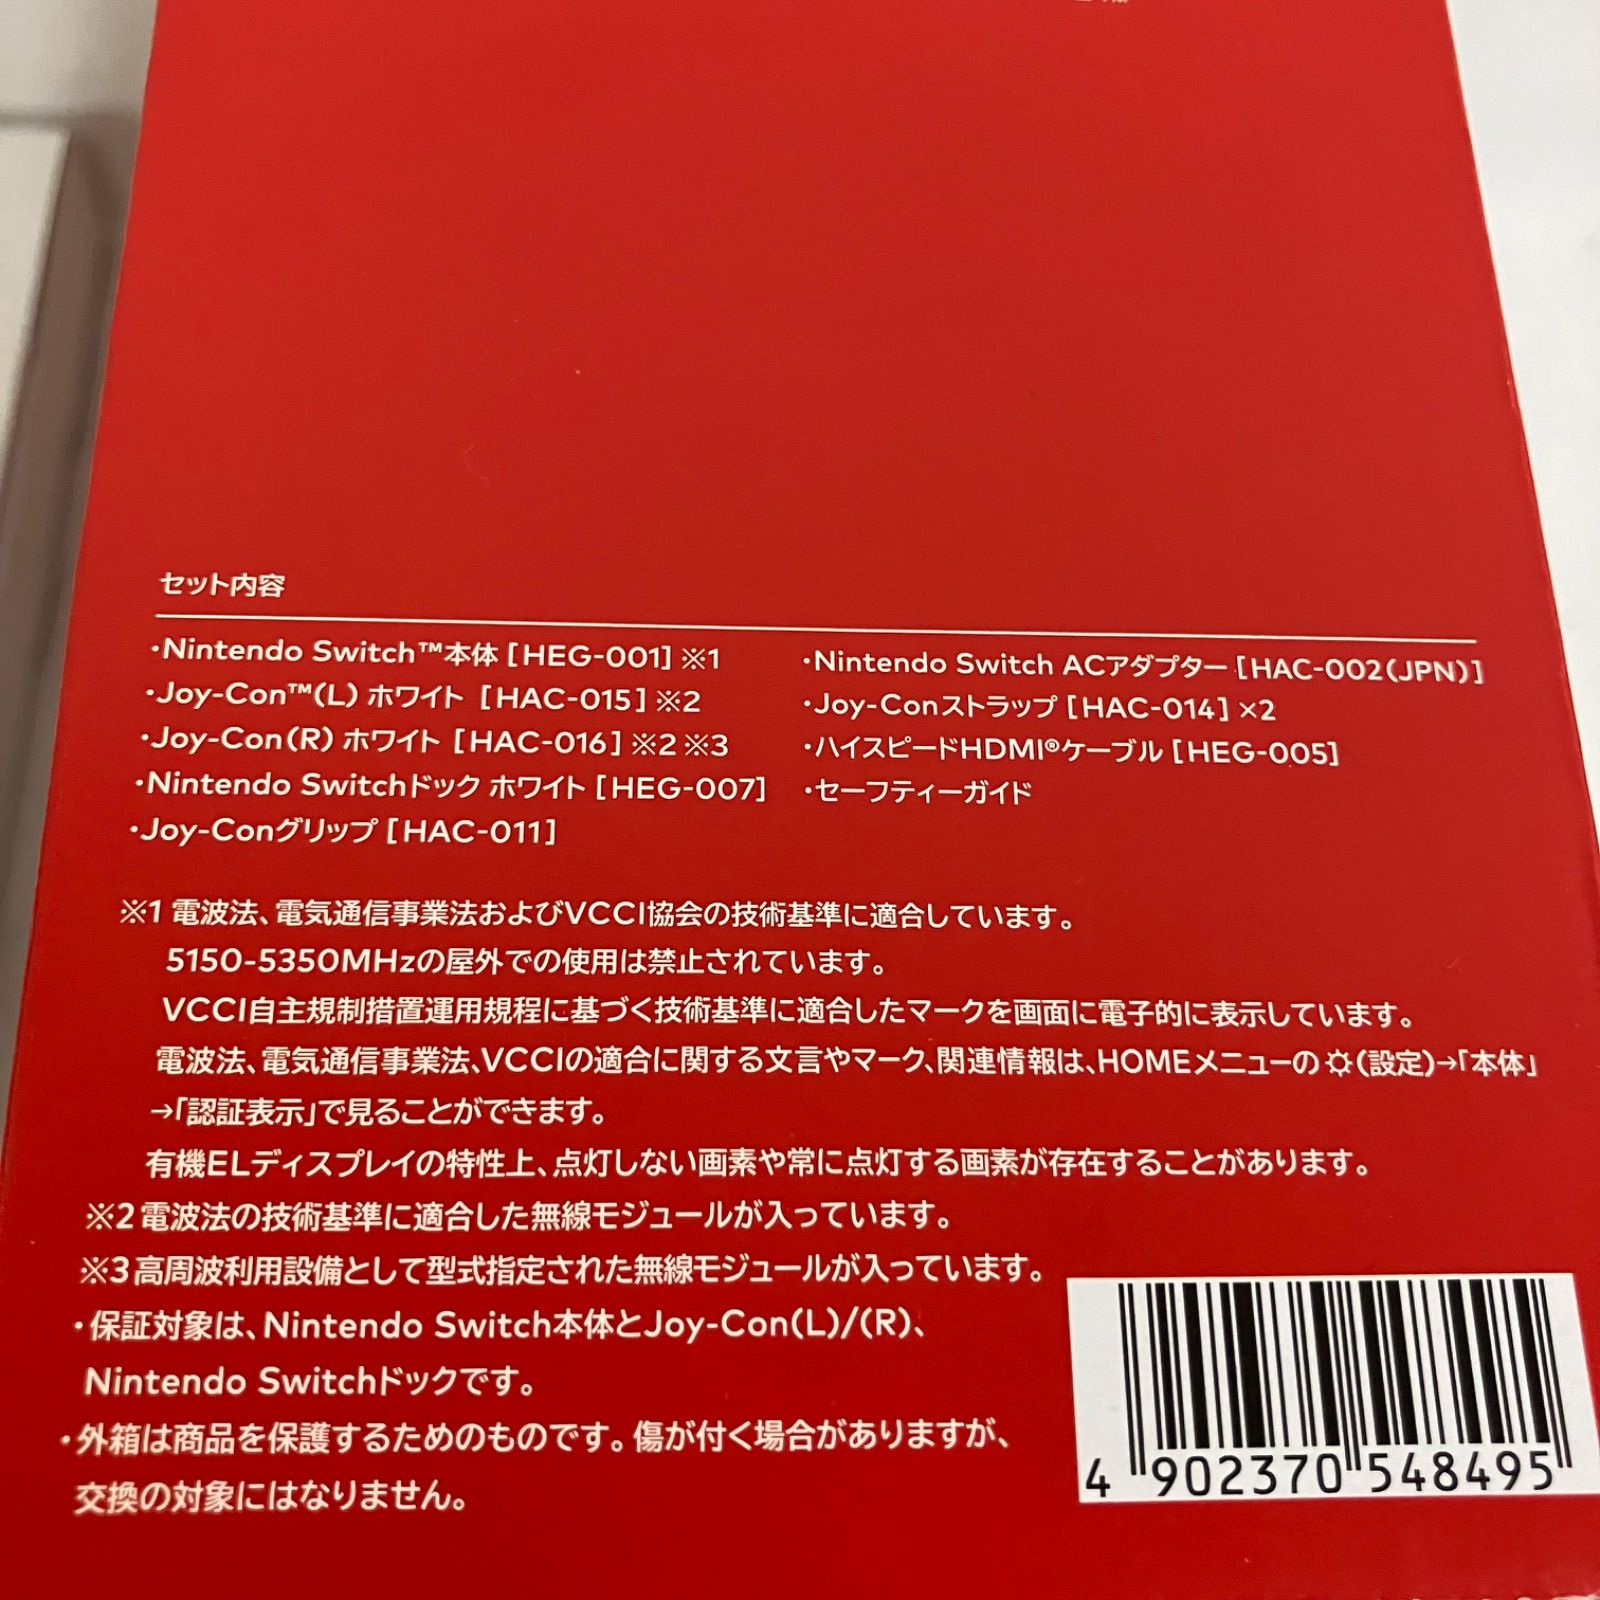 セット内容
・Nintendo Switch™本体 [HEG-001] ※1
・Joy-Con™(L) ホワイト [HAC-015] ※2
・Joy-Con(R) ホワイト [HAC-016] ※2 ※3
・Nintendo Switchドック ホワイト [HEG-007]
・Joy-Conグリップ [HAC-011]
・Nintendo Switch ACアダプター [HAC-002(JPN)]
・Joy-Conストラップ [HAC-014] ×2
・ハイスピードHDMI®ケーブル [HEG-005]
・セーフティーガイド
※1 電波法、電気通信事業法およびVCCI協会の技術基準に適合しています。
5150-5350MHzの屋外での使用は禁止されています。
VCCI自主規制措置運用規程に基づく技術基準に適合したマークを画面に電子的に表示しています。
電波法、電気通信事業法、VCCIの適合に関する文言やマーク、関連情報は、HOMEメニューの☼(設定)→「本体」
→「認証表示」で見ることができます。
有機ELディスプレイの特性上、点灯しない画素や常に点灯する画素が存在することがあります。
※2 電波法の技術基準に適合した無線モジュールが入っています。
※3 高周波利用設備として型式指定された無線モジュールが入っています。
・保証対象は、Nintendo Switch本体とJoy-Con(L)/(R)、
Nintendo Switchドックです。
・外箱は商品を保護するためのものです。傷が付く場合がありますが、
交換の対象にはなりません。
4 902370 548495